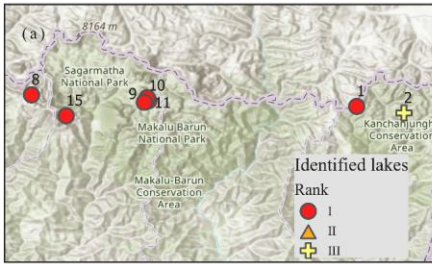 8164 m
(a)
8
Sagarmatha
National Park
15
9
10
11
1
2
Makalu Barun
National Park
Kanchanjungha
Conservation
Area
Makalu-Barun
Conservation
Area
Identified lakes
Rank
I
II
III